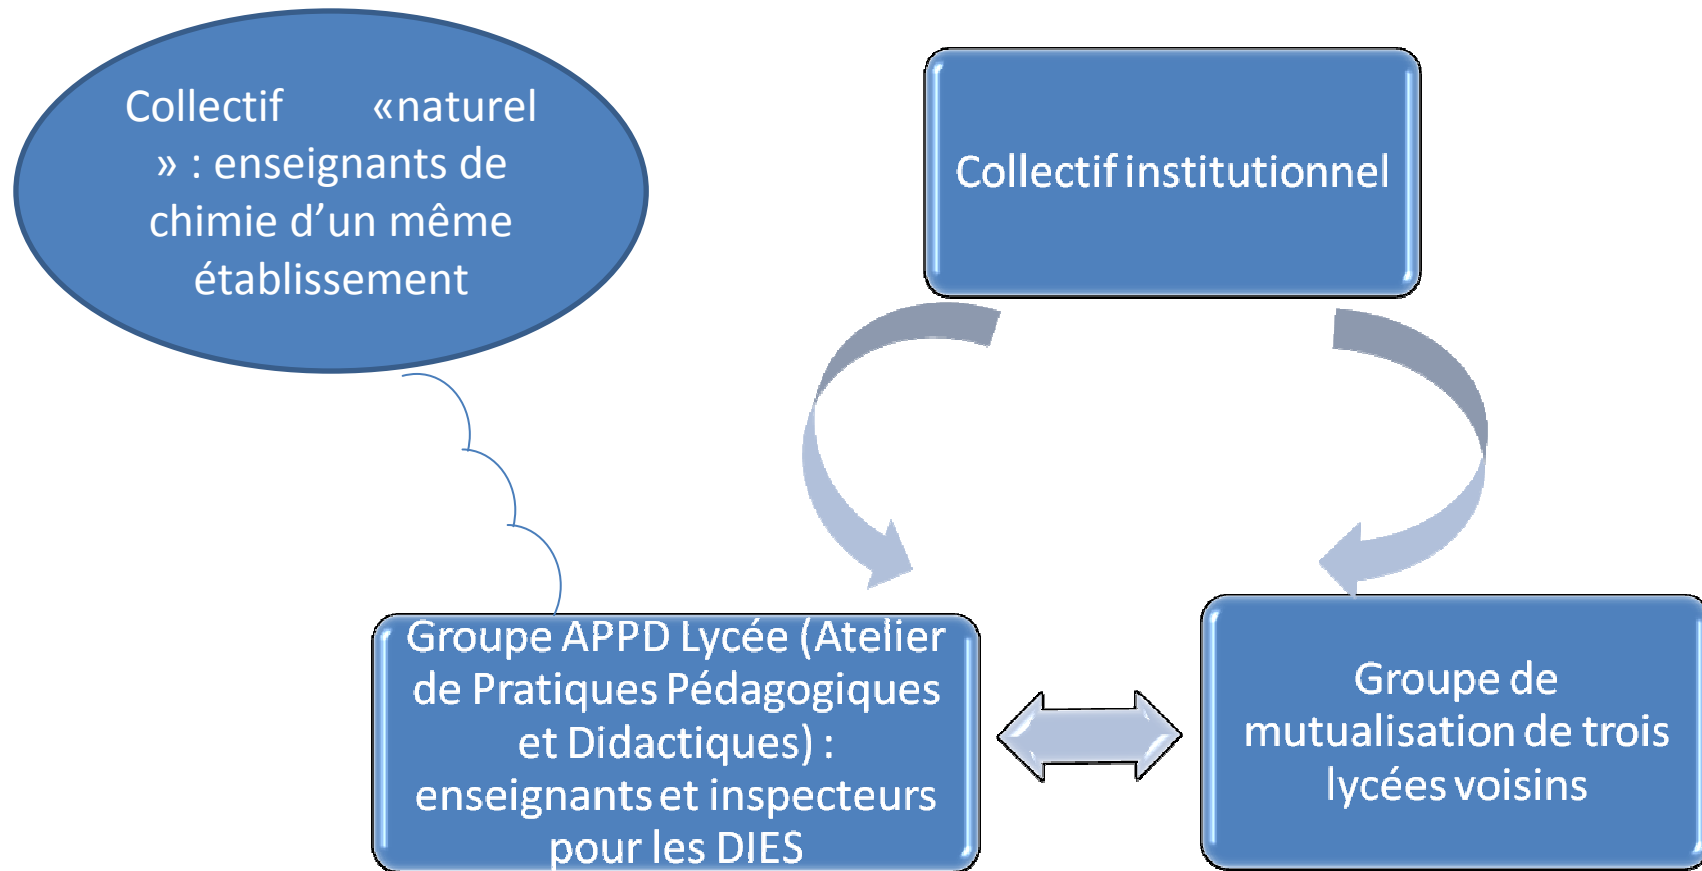 Collectif «naturel
» : enseignants de
chimie d’un même
établissement
Collectif institutionnel
Groupe APPD Lycée (Atelier
de Pratiques Pédagogiques
et Didactiques) :
enseignants et inspecteurs
pour les DIES
Groupe de
mutualisation de trois
lycées voisins